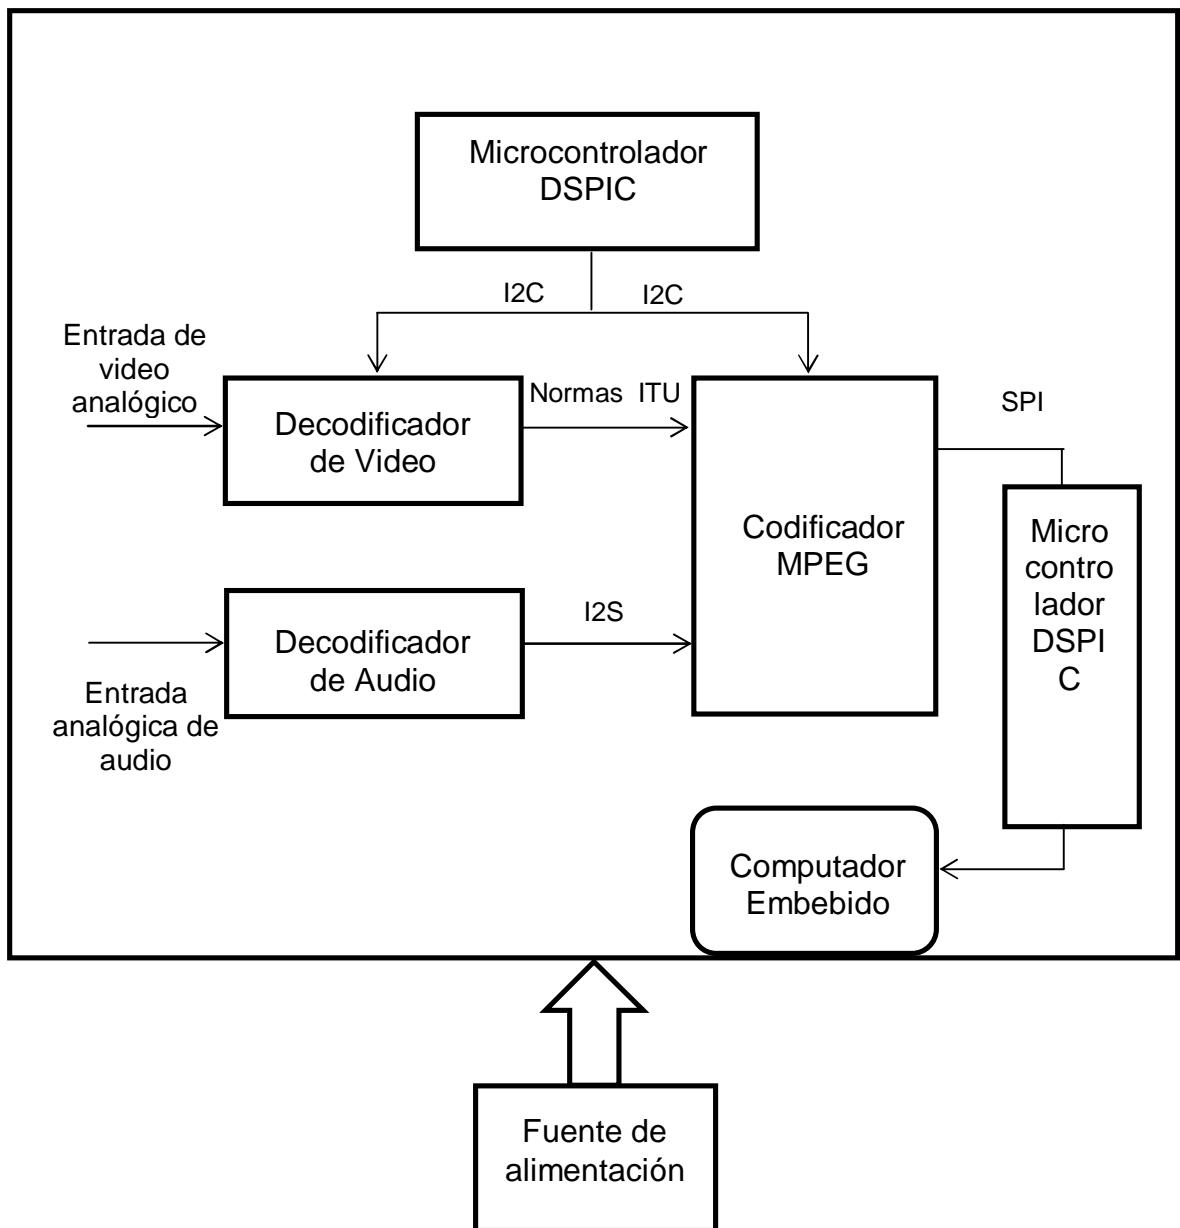 Microcontrolador
DSPIC
I2C
I2C
Entrada de
video
analógico
Decodificador
de Video
Normas ITU
Codificador
MPEG
SPI
Micro
contro
lador
DSPI
C
Decodificador
de Audio
I2S
Entrada
analógica de
audio
Computador
Embebido
Fuente de
alimentación